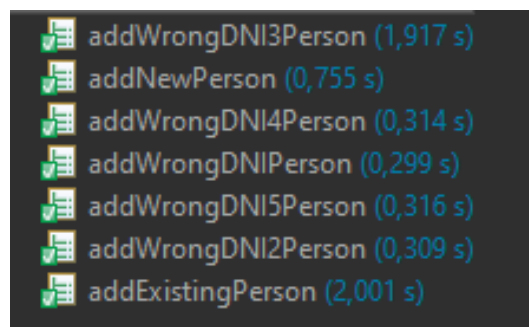 addWrongDNI3Person (1,917 s)
addNewPerson (0,755 s)
addWrongDNI4Person (0,314 s)
addWrongDNIPerson (0,299 s)
addWrongDNI5Person (0,316 s)
addWrongDNI2Person (0,309 s)
addExistingPerson (2,001 s)